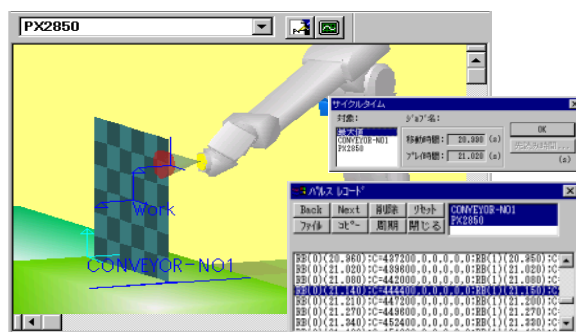 PX2850
サイクルタイム
対象:
ジョブ名:
最大値
CONVEYOR-NO1
PX2850
移動時間: 20.990 (s)
プレイ時間: 21.020 (s)
OK
先読み時間...
(s)
Work
CONVEYOR-NO1
パルス レコード
Back Next 削除 リセット
ファイル コピー 周期 閉じる
CONVEYOR-NO1
PX2850
RB(0)(20.960):C=437200,0,0,0,0,0:RB(1)(20.950):C
RB(0)(21.020):C=439600,0,0,0,0,0:RB(1)(21.020):C
RB(0)(21.080):C=442000,0,0,0,0,0:RB(1)(21.080):C
RB(0)(21.140):C=444400,0,0,0,0,0:RB(1)(21.150):C
RB(0)(21.210):C=447200,0,0,0,0,0:RB(1)(21.200):C
RB(0)(21.270):C=449600,0,0,0,0,0:RB(1)(21.270):C
RB(0)(21.340):C=452400,0,0,0,0,0:RB(1)(21.330):C